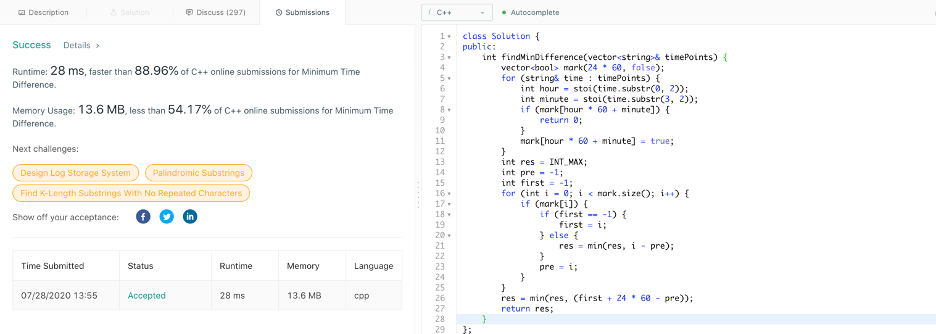 Description
Solution
Discuss (297)
Submissions
Success
Details >
Runtime: 28 ms, faster than 88.96% of C++ online submissions for Minimum Time
Difference.
Memory Usage: 13.6 MB, less than 54.17% of C++ online submissions for Minimum Time
Difference.
Next challenges:
Design Log Storage System
Palindromic Substrings
Find K-Length Substrings With No Repeated Characters
Show off your acceptance:
Time Submitted Status Runtime Memory Language
07/28/2020 13:55 Accepted 28 ms 13.6 MB cpp
i C++ Autocomplete
1 class Solution {
2 public:
3 int findMinDifference(vector<string>& timePoints) {
4 vector<bool> mark(24 * 60, false);
5 for (string& time : timePoints) {
6 int hour = stoi(time.substr(0, 2));
7 int minute = stoi(time.substr(3, 2));
8 if (mark[hour * 60 + minute]) {
9 return 0;
10 }
11 mark[hour * 60 + minute] = true;
12 }
13 int res = INT_MAX;
14 int pre = -1;
15 int first = -1;
16 for (int i = 0; i < mark.size(); i++) {
17 if (mark[i]) {
18 if (first == -1) {
19 first = i;
20 } else {
21 res = min(res, i - pre);
22 }
23 pre = i;
24 }
25 }
26 res = min(res, (first + 24 * 60 - pre));
27 return res;
28 }
29 };